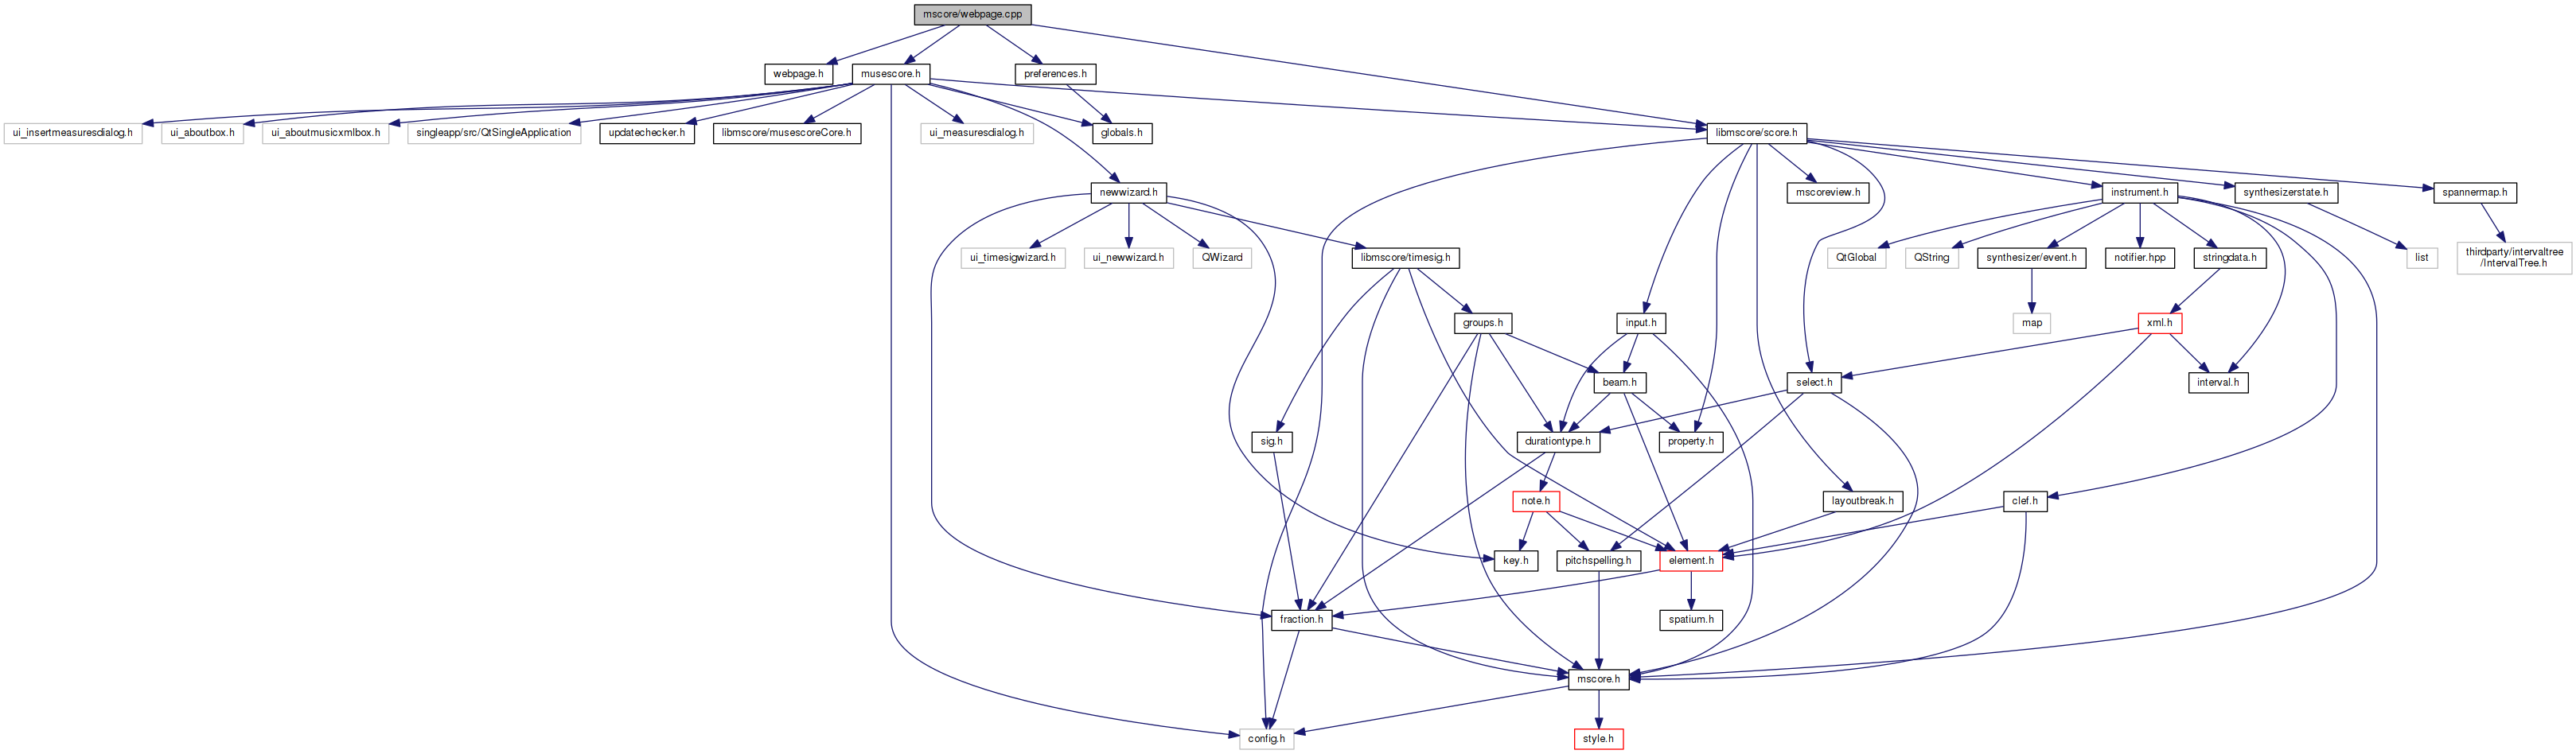 mscore/webpage.cpp
webpage.h
musescore.h
preferences.h
ui_insertmeasuresdialog.h
ui_aboutbox.h
ui_aboutmusicxmlbox.h
singleapp/src/QtSingleApplication
updatechecker.h
libmscore/musescoreCore.h
ui_measuresdialog.h
globals.h
libmscore/score.h
newwizard.h
mscoreview.h
instrument.h
synthesizerstate.h
spannermap.h
ui_timesigwizard.h
ui_newwizard.h
QWizard
libmscore/timesig.h
QtGlobal
QString
synthesizer/event.h
notifier.hpp
stringdata.h
list
thirdparty/intervaltree
/IntervalTree.h
groups.h
input.h
map
xml.h
beam.h
select.h
interval.h
sig.h
durationtype.h
property.h
note.h
layoutbreak.h
clef.h
key.h
pitchspelling.h
element.h
fraction.h
spatium.h
mscore.h
config.h
style.h